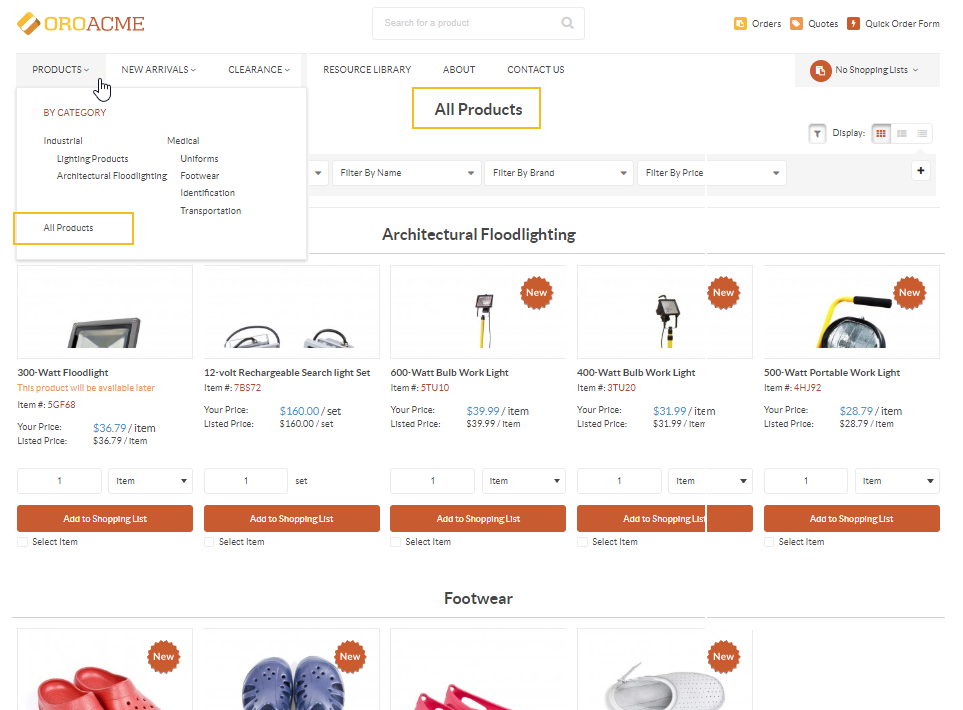 OROACME
Search for a product
Orders Quotes Quick Order Form
PRODUCTS NEW ARRIVALS CLEARANCE RESOURCE LIBRARY ABOUT CONTACT US
No Shopping Lists
All Products
BY CATEGORY
Industrial
Lighting Products
Architectural Floodlighting
Medical
Uniforms
Footwear
Identification
Transportation
All Products
Display:
Filter By Name Filter By Brand Filter By Price
+
Architectural Floodlighting
New New New
300-Watt Floodlight
This product will be available later
Item #: 5GF68
Your Price: $36.79 / item
Listed Price: $36.79 / item
1 item
Add to Shopping List
Select Item
12-volt Rechargeable Search light Set
Item #: 7BS72
Your Price: $160.00 / set
Listed Price: $160.00 / set
1 set
Add to Shopping List
Select Item
600-Watt Bulb Work Light
Item #: 5TU10
Your Price: $39.99 / item
Listed Price: $39.99 / item
1 item
Add to Shopping List
Select Item
400-Watt Bulb Work Light
Item #: 3TU20
Your Price: $31.99 / item
Listed Price: $31.99 / item
1 item
Add to Shopping List
Select Item
500-Watt Portable Work Light
Item #: 4HJ92
Your Price: $28.79 / item
Listed Price: $28.79 / item
1 item
Add to Shopping List
Select Item
Footwear
New New New